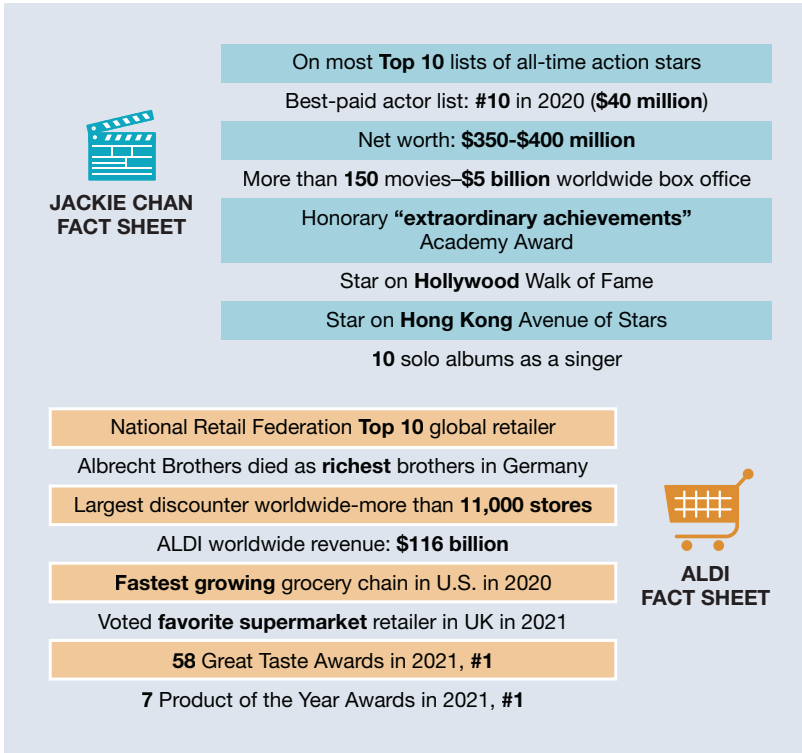 On most Top 10 lists of all-time action stars
Best-paid actor list: #10 in 2020 ($40 million)
Net worth: $350-$400 million
More than 150 movies–$5 billion worldwide box office
Honorary “extraordinary achievements”
Academy Award
Star on Hollywood Walk of Fame
Star on Hong Kong Avenue of Stars
10 solo albums as a singer
JACKIE CHAN
FACT SHEET
National Retail Federation Top 10 global retailer
Albrecht Brothers died as richest brothers in Germany
Largest discounter worldwide-more than 11,000 stores
ALDI worldwide revenue: $116 billion
Fastest growing grocery chain in U.S. in 2020
Voted favorite supermarket retailer in UK in 2021
58 Great Taste Awards in 2021, #1
7 Product of the Year Awards in 2021, #1
ALDI
FACT SHEET